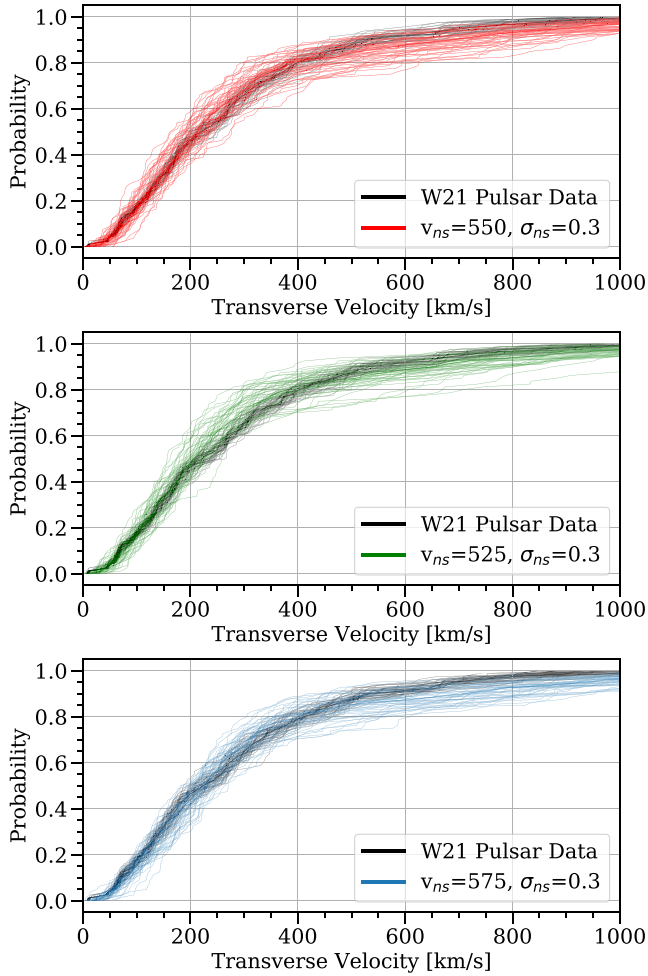 1.0
0.8
0.6
0.4
0.2
0.0
Probability
W21 Pulsar Data
v_ns=550, σ_ns=0.3
0 200 400 600 800 1000
Transverse Velocity [km/s]
1.0
0.8
0.6
0.4
0.2
0.0
Probability
W21 Pulsar Data
v_ns=525, σ_ns=0.3
0 200 400 600 800 1000
Transverse Velocity [km/s]
1.0
0.8
0.6
0.4
0.2
0.0
Probability
W21 Pulsar Data
v_ns=575, σ_ns=0.3
0 200 400 600 800 1000
Transverse Velocity [km/s]